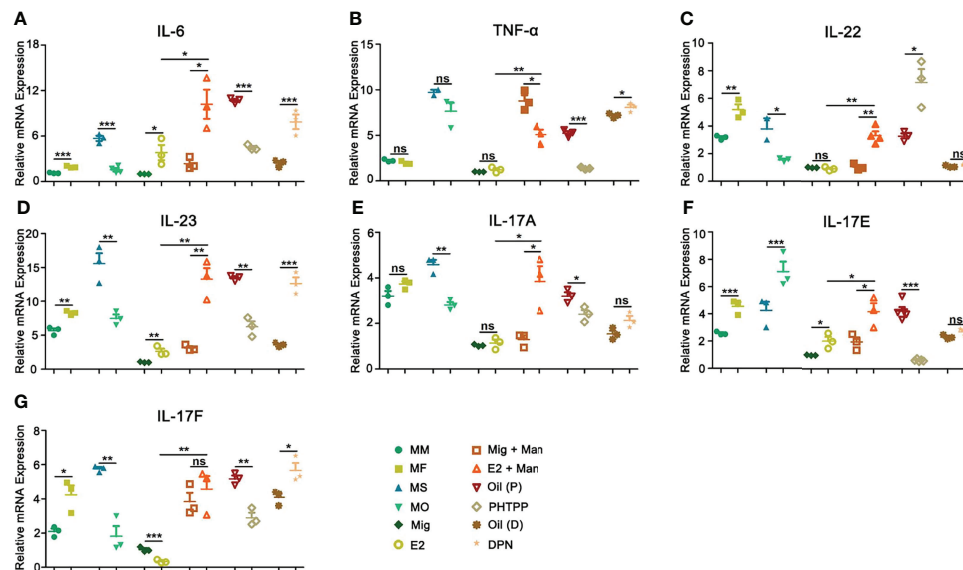 A
IL-6
Relative mRNA Expression
18
12
6
0
***
***
*
*
*
***
***
B
TNF-α
Relative mRNA Expression
15
10
5
0
ns
ns
ns
**
*
***
*
C
IL-22
Relative mRNA Expression
10
8
6
4
2
0
**
*
ns
**
**
*
ns
D
IL-23
Relative mRNA Expression
20
15
10
5
0
**
**
**
**
**
**
***
E
IL-17A
Relative mRNA Expression
6
4
2
0
ns
**
ns
*
*
*
ns
F
IL-17E
Relative mRNA Expression
10
8
6
4
2
0
***
***
*
*
*
***
ns
G
IL-17F
Relative mRNA Expression
8
6
4
2
0
*
**
***
**
ns
**
*
MM
MF
MS
MO
Mig
E2
Mig + Man
E2 + Man
Oil (P)
PHTPP
Oil (D)
DPN